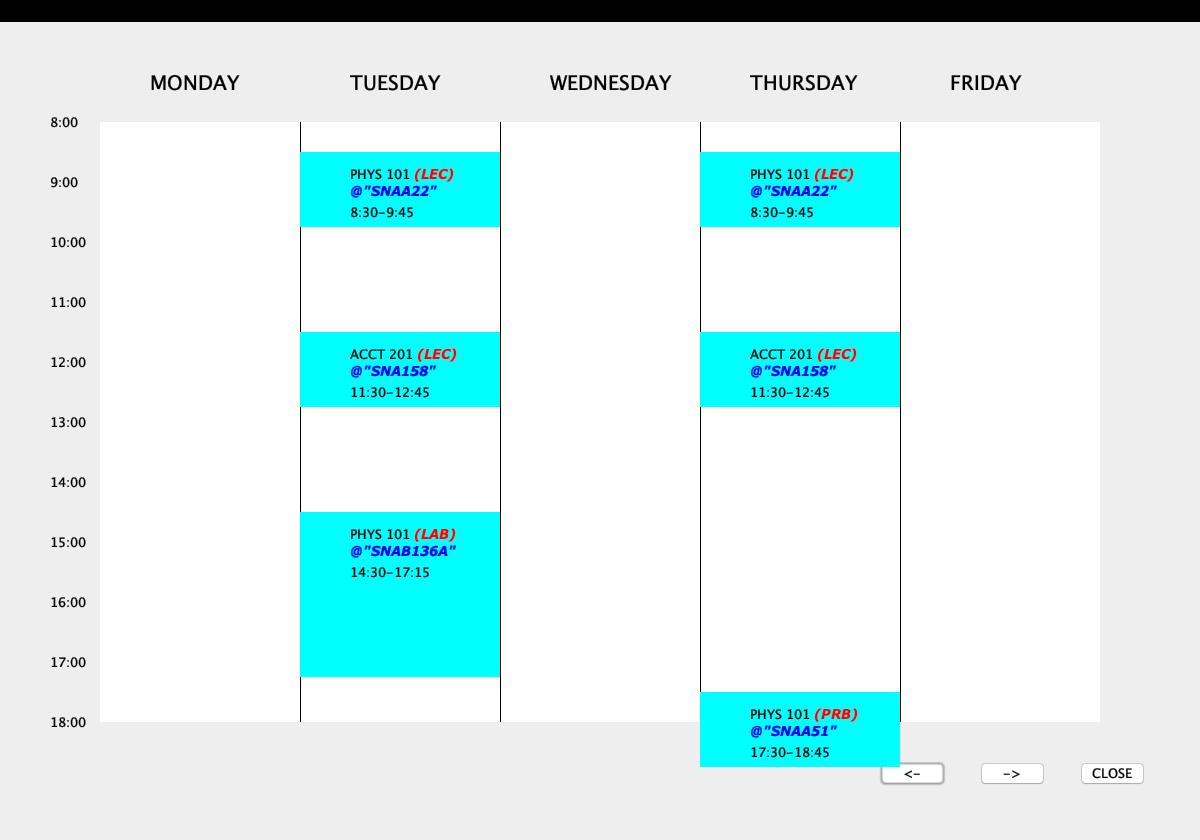 MONDAY TUESDAY WEDNESDAY THURSDAY FRIDAY
8:00
PHYS 101 (LEC)
@"SNAA22"
8:30-9:45
PHYS 101 (LEC)
@"SNAA22"
8:30-9:45
9:00
10:00
11:00
ACCT 201 (LEC)
@"SNA158"
11:30-12:45
ACCT 201 (LEC)
@"SNA158"
11:30-12:45
12:00
13:00
14:00
PHYS 101 (LAB)
@"SNAB136A"
14:30-17:15
15:00
16:00
17:00
PHYS 101 (PRB)
@"SNAA51"
17:30-18:45
18:00
<- -> CLOSE